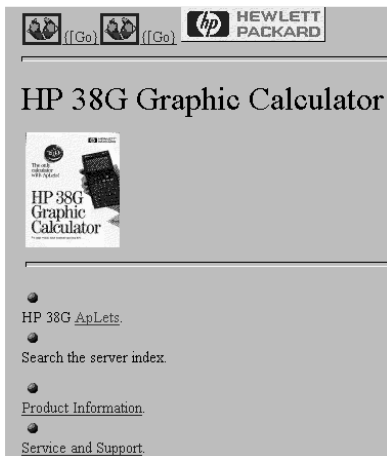 {[Go} {[Go} hp HEWLETT
PACKARD
HP 38G Graphic Calculator
The only
calculator
with ApLets!
HP 38G
Graphic
Calculator
HP 38G ApLets.
Search the server index.
Product Information.
Service and Support.